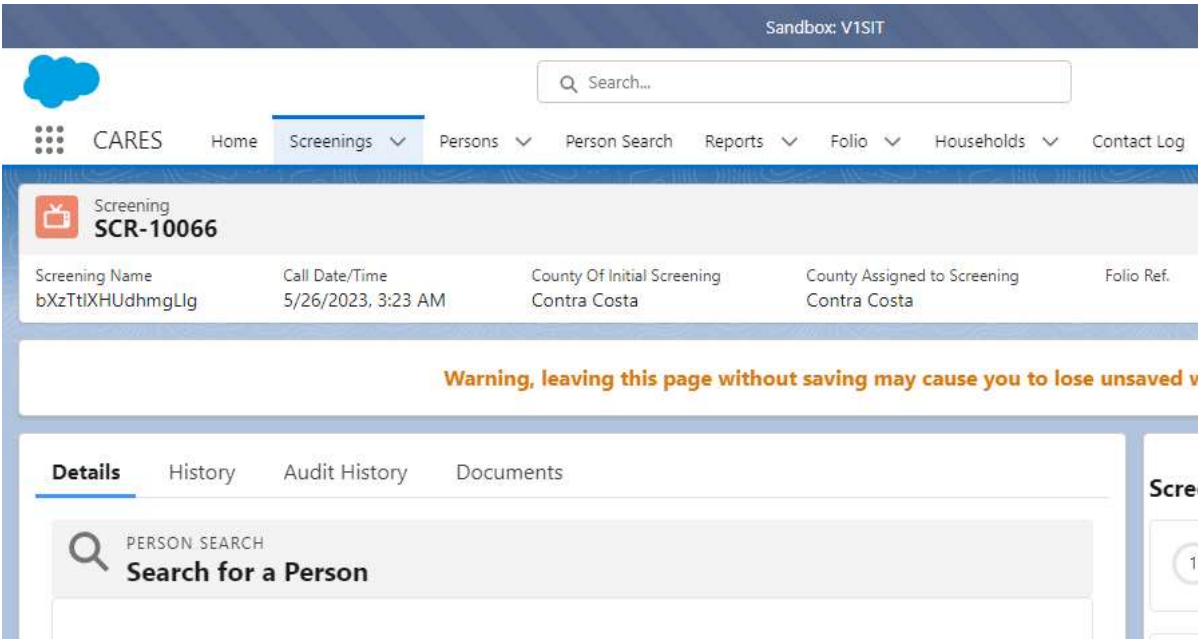 Sandbox: V1SIT
Search...
CARES Home Screenings Persons Person Search Reports Folio Households Contact Log
Screening
SCR-10066
Screening Name Call Date/Time County Of Initial Screening County Assigned to Screening Folio Ref.
bXzTtlXHUdhmgLlg 5/26/2023, 3:23 AM Contra Costa Contra Costa
Warning, leaving this page without saving may cause you to lose unsaved
Details History Audit History Documents
Scree
PERSON SEARCH
Search for a Person
1